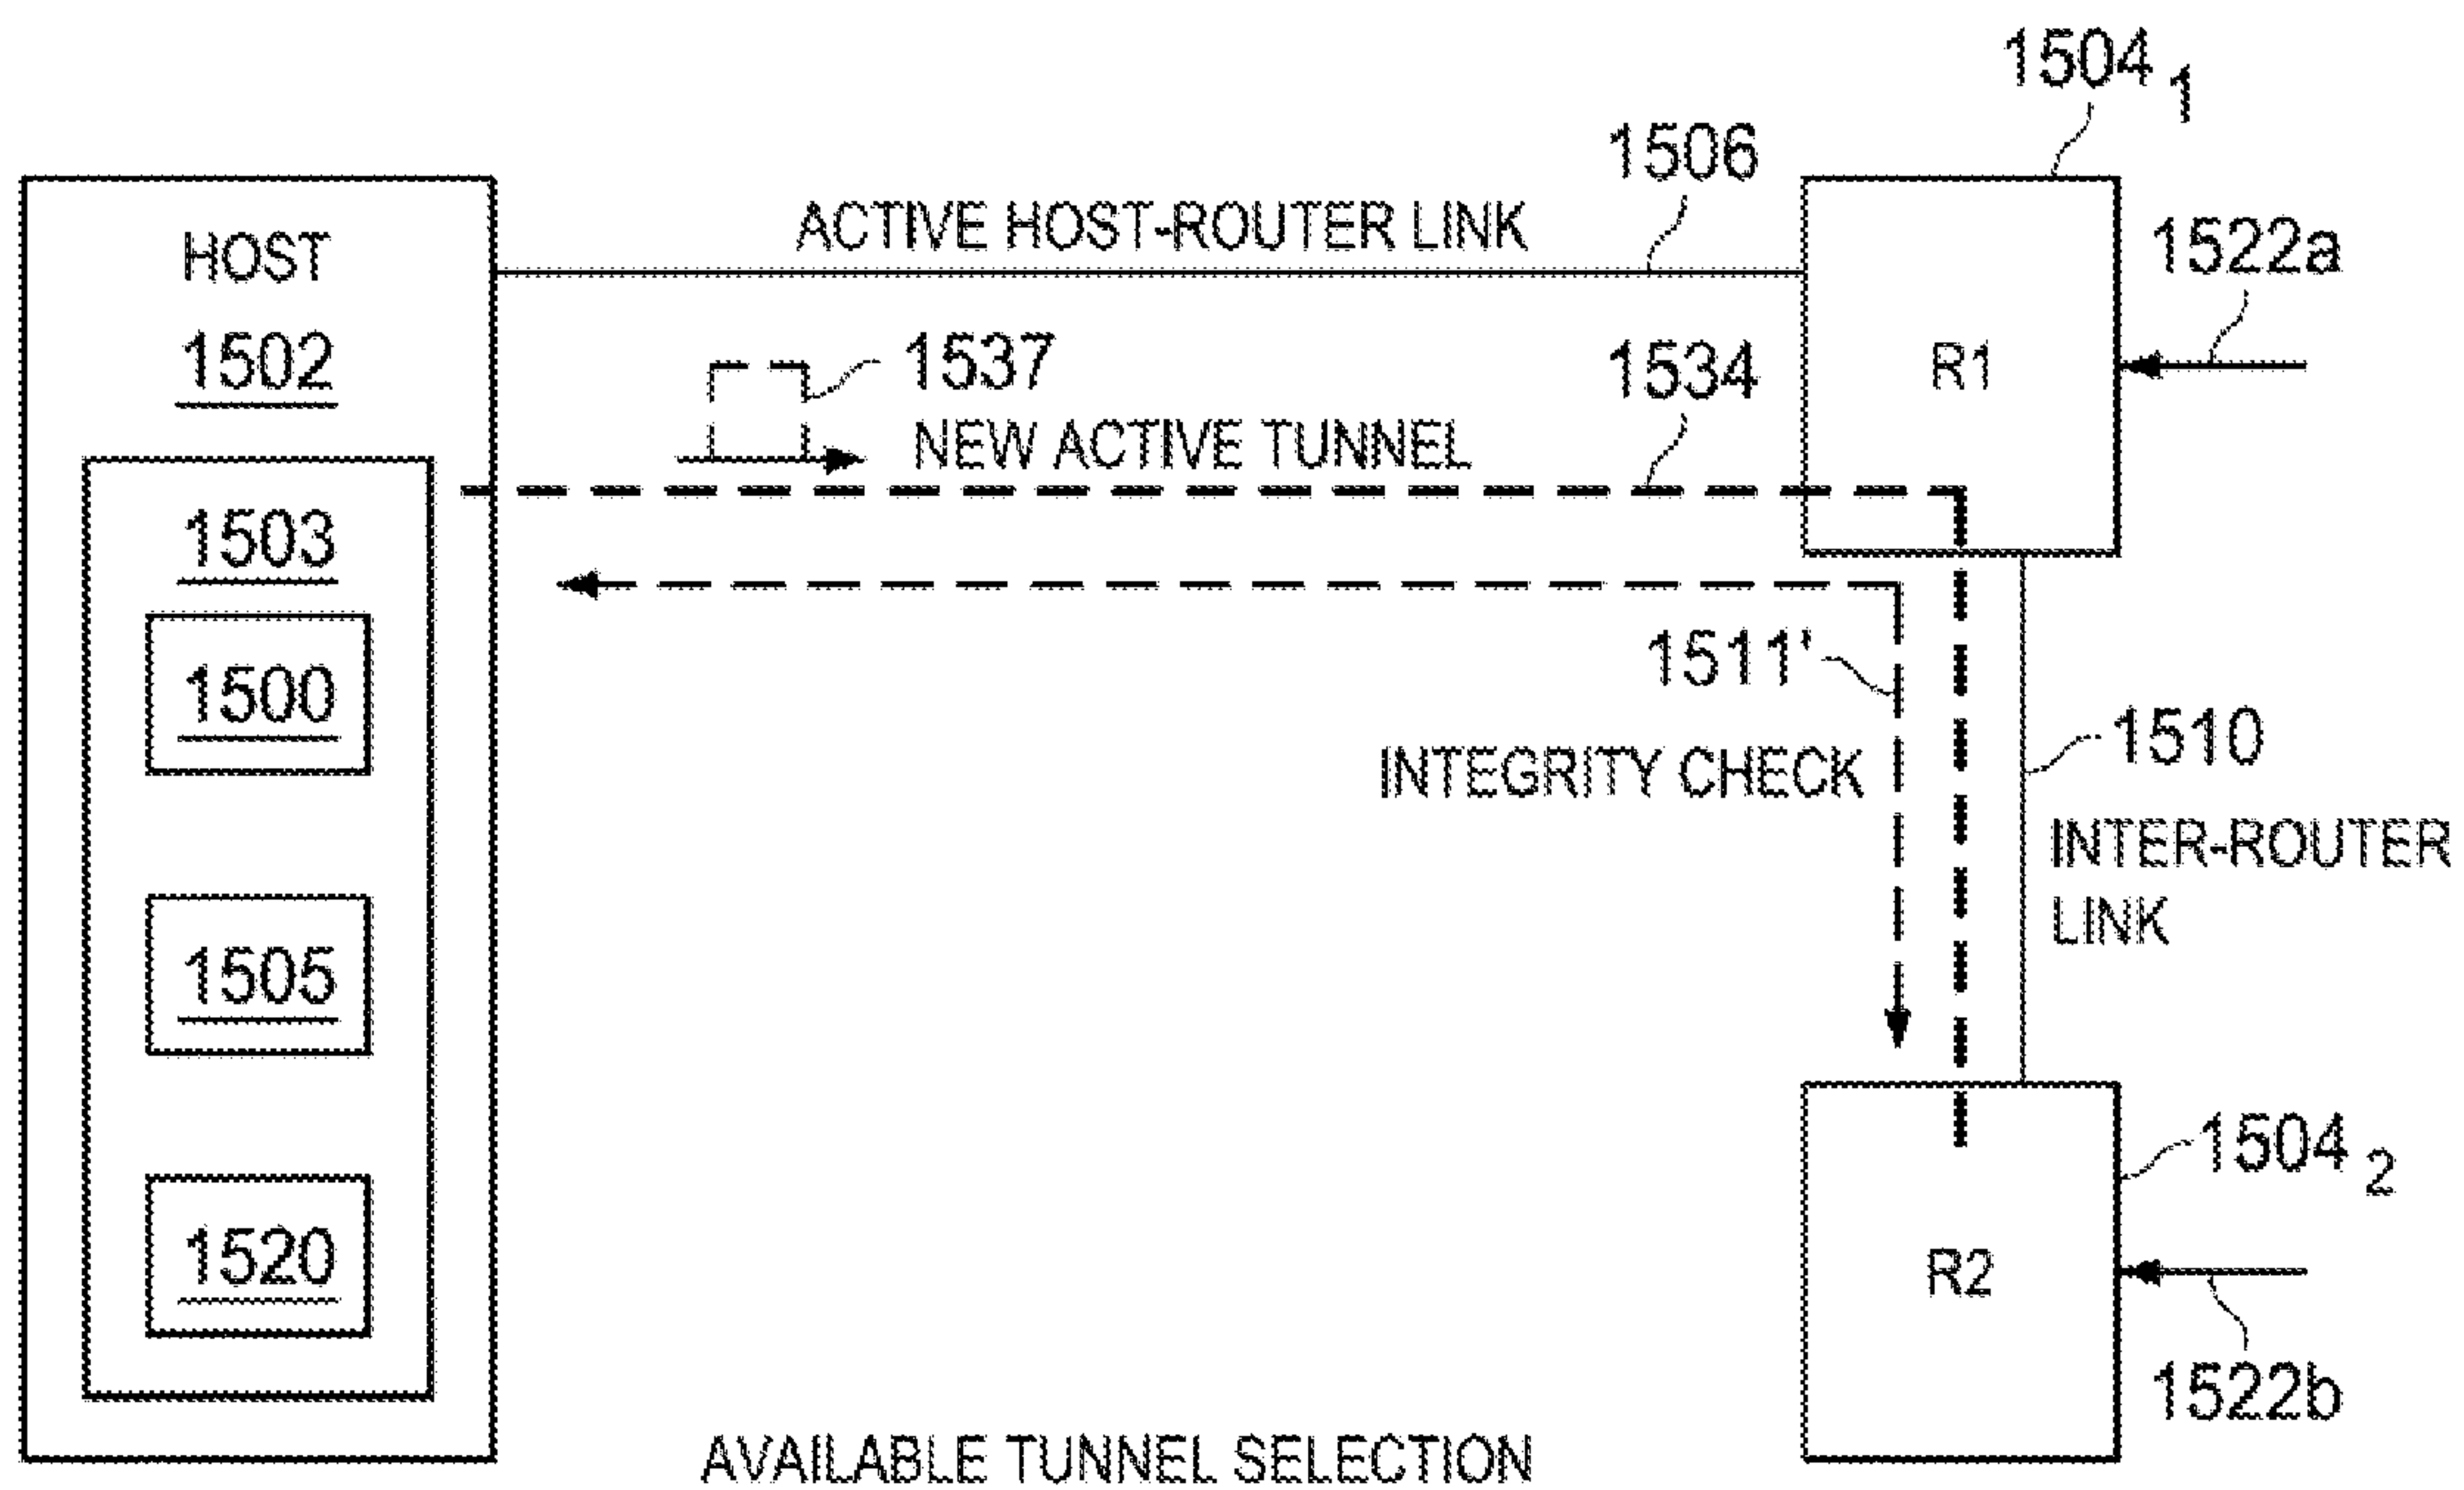 1504 1
1506
ACTIVE HOST-ROUTER LINK
1522a
HOST
1502
1537
1534
R1
NEW ACTIVE TUNNEL
1503
1511'
1500
1510
INTEGRITY CHECK
INTER-ROUTER
LINK
1505
1504 2
1520
R2
1522b
AVAILABLE TUNNEL SELECTION